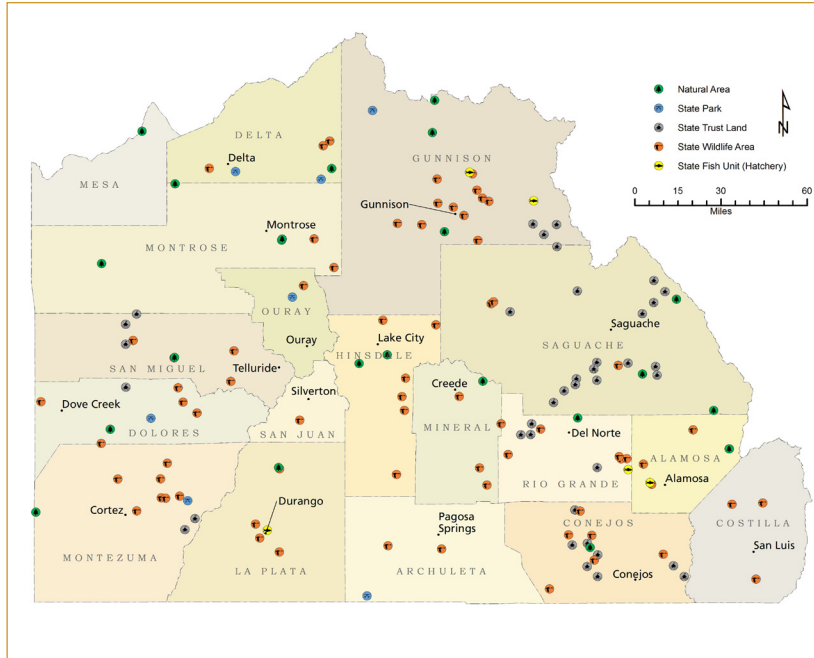 Natural Area
State Park
State Trust Land
State Wildlife Area
State Fish Unit (Hatchery)
N
0 15 30 60
Miles
DELTA
Delta
MESA
GUNNISON
Gunnison
Montrose
MONTROSE
OURAY
Ouray
Saguache
SAGUACHE
Lake City
HINSDALE
SAN MIGUEL
Telluride
Creede
Silverton
Dove Creek
DOLORES
SAN JUAN
MINERAL
Del Norte
RIO GRANDE
ALAMOSA
Alamosa
Durango
Cortez
MONTEZUMA
LA PLATA
Pagosa
Springs
ARCHULETA
CONEJOS
Conejos
COSTILLA
San Luis